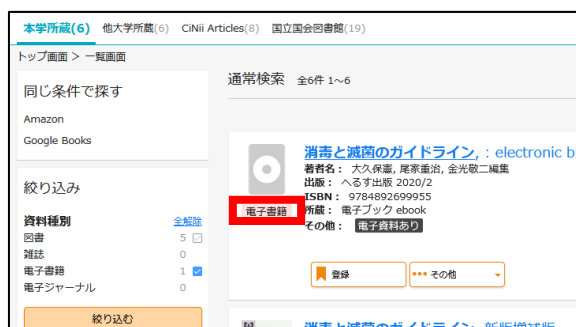 本学所蔵(6) 他大学所蔵(6) CiNii Articles(8) 国立国会図書館(19)
トップ画面 > 一覧画面
同じ条件で探す
Amazon
Google Books
絞り込み
資料種別 全解除
図書 5
雑誌 0
電子書籍 1
電子ジャーナル 0
絞り込む
通常検索 全6件 1~6
消毒と滅菌のガイドライン, : electronic b
著者名: 大久保憲, 尾家重治, 金光敬二編集
出版: へるす出版 2020/2
ISBN: 9784892699955
電子書籍
所蔵: 電子ブック ebook
その他: 電子資料あり
登録 ••• その他
消毒と滅菌のガイドライン, 新版増補版